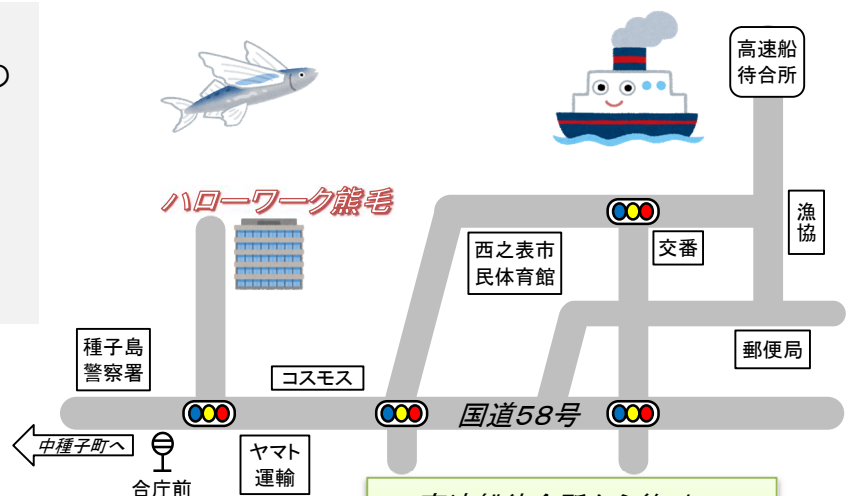 の
高速船
待合所
ハローワーク熊毛
漁
協
西之表市
民体育館
交番
種子島
警察署
コスモス
郵便局
国道58号
中種子町へ
合庁前
ヤマト
運輸